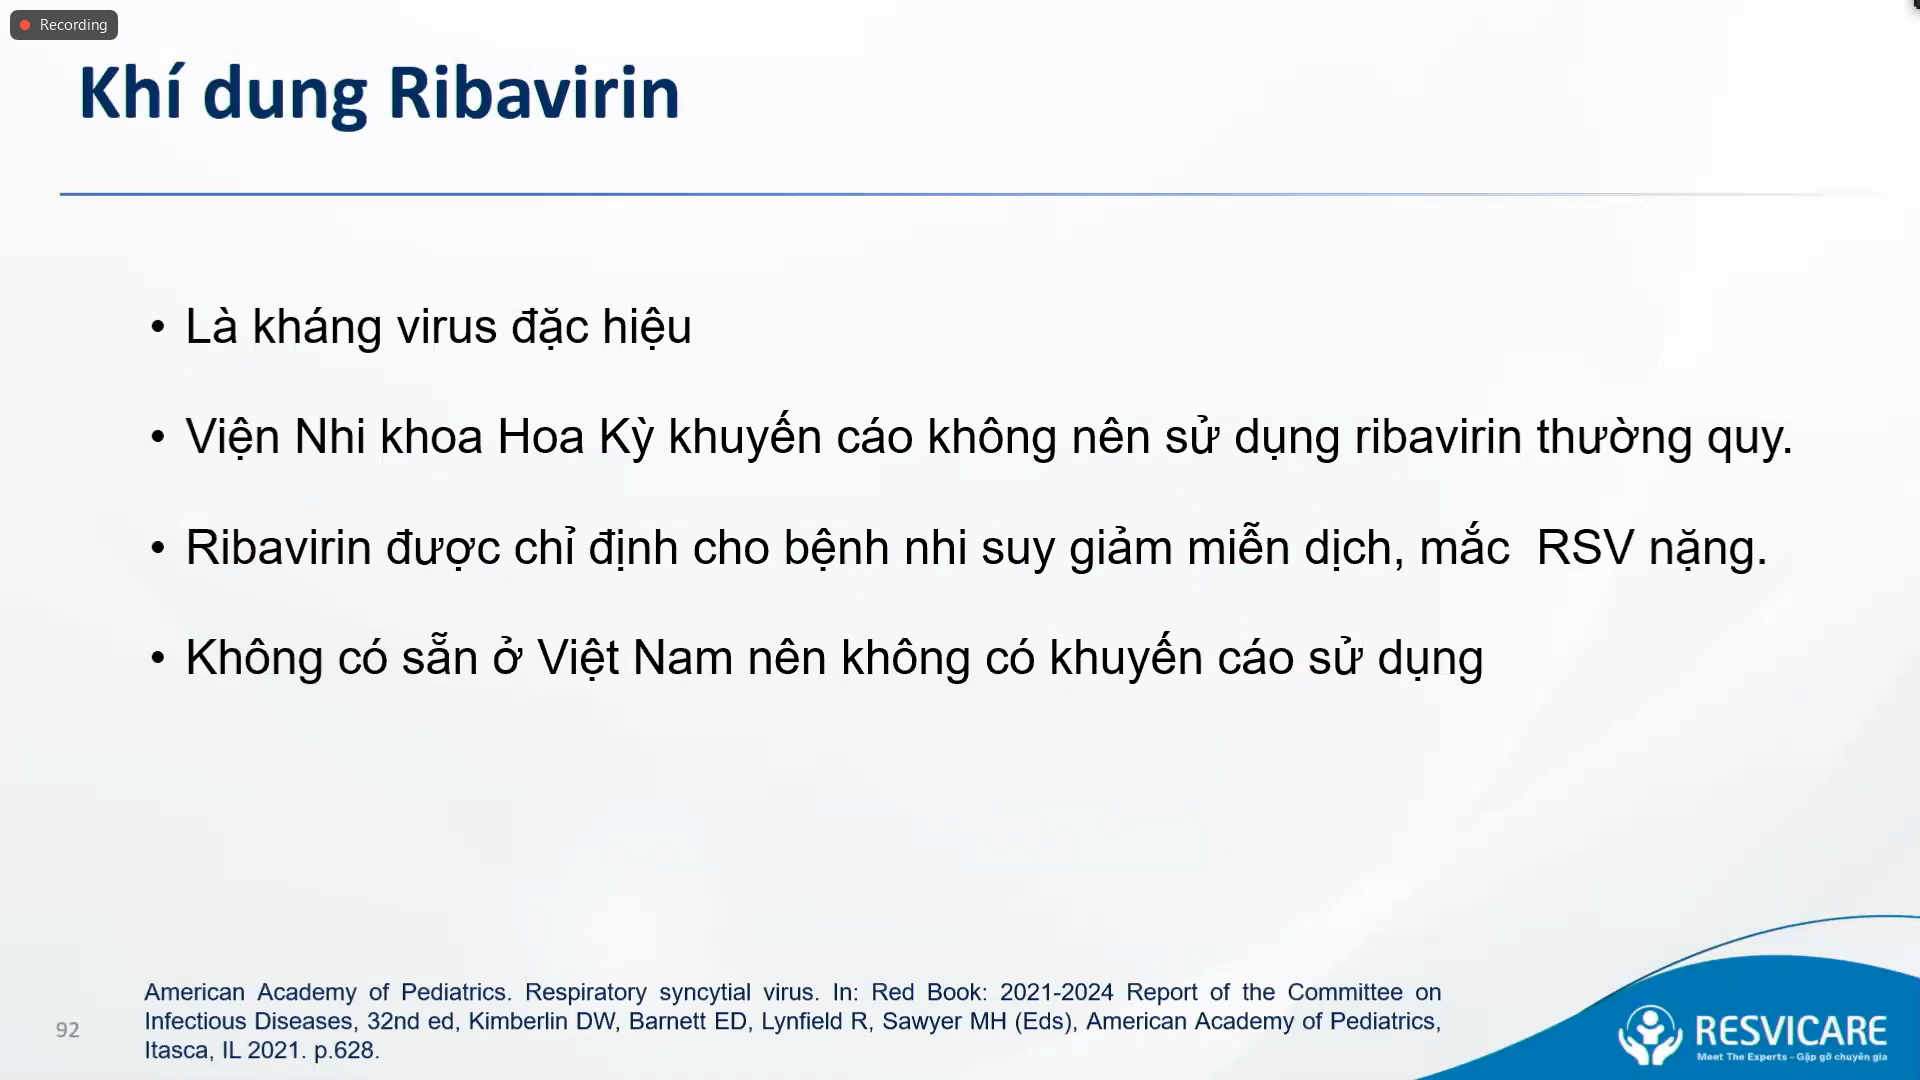 Recording
Khí dung Ribavirin
• Là kháng virus đặc hiệu
• Viện Nhi khoa Hoa Kỳ khuyến cáo không nên sử dụng ribavirin thường quy.
• Ribavirin được chỉ định cho bệnh nhi suy giảm miễn dịch, mắc  RSV nặng.
• Không có sẵn ở Việt Nam nên không có khuyến cáo sử dụng
American Academy of Pediatrics. Respiratory syncytial virus. In: Red Book: 2021-2024 Report of the Committee on
Infectious Diseases, 32nd ed, Kimberlin DW, Barnett ED, Lynfield R, Sawyer MH (Eds), American Academy of Pediatrics,
Itasca, IL 2021. p.628.
92
RESVICARE
Meet The Experts - Gặp gỡ chuyên gia